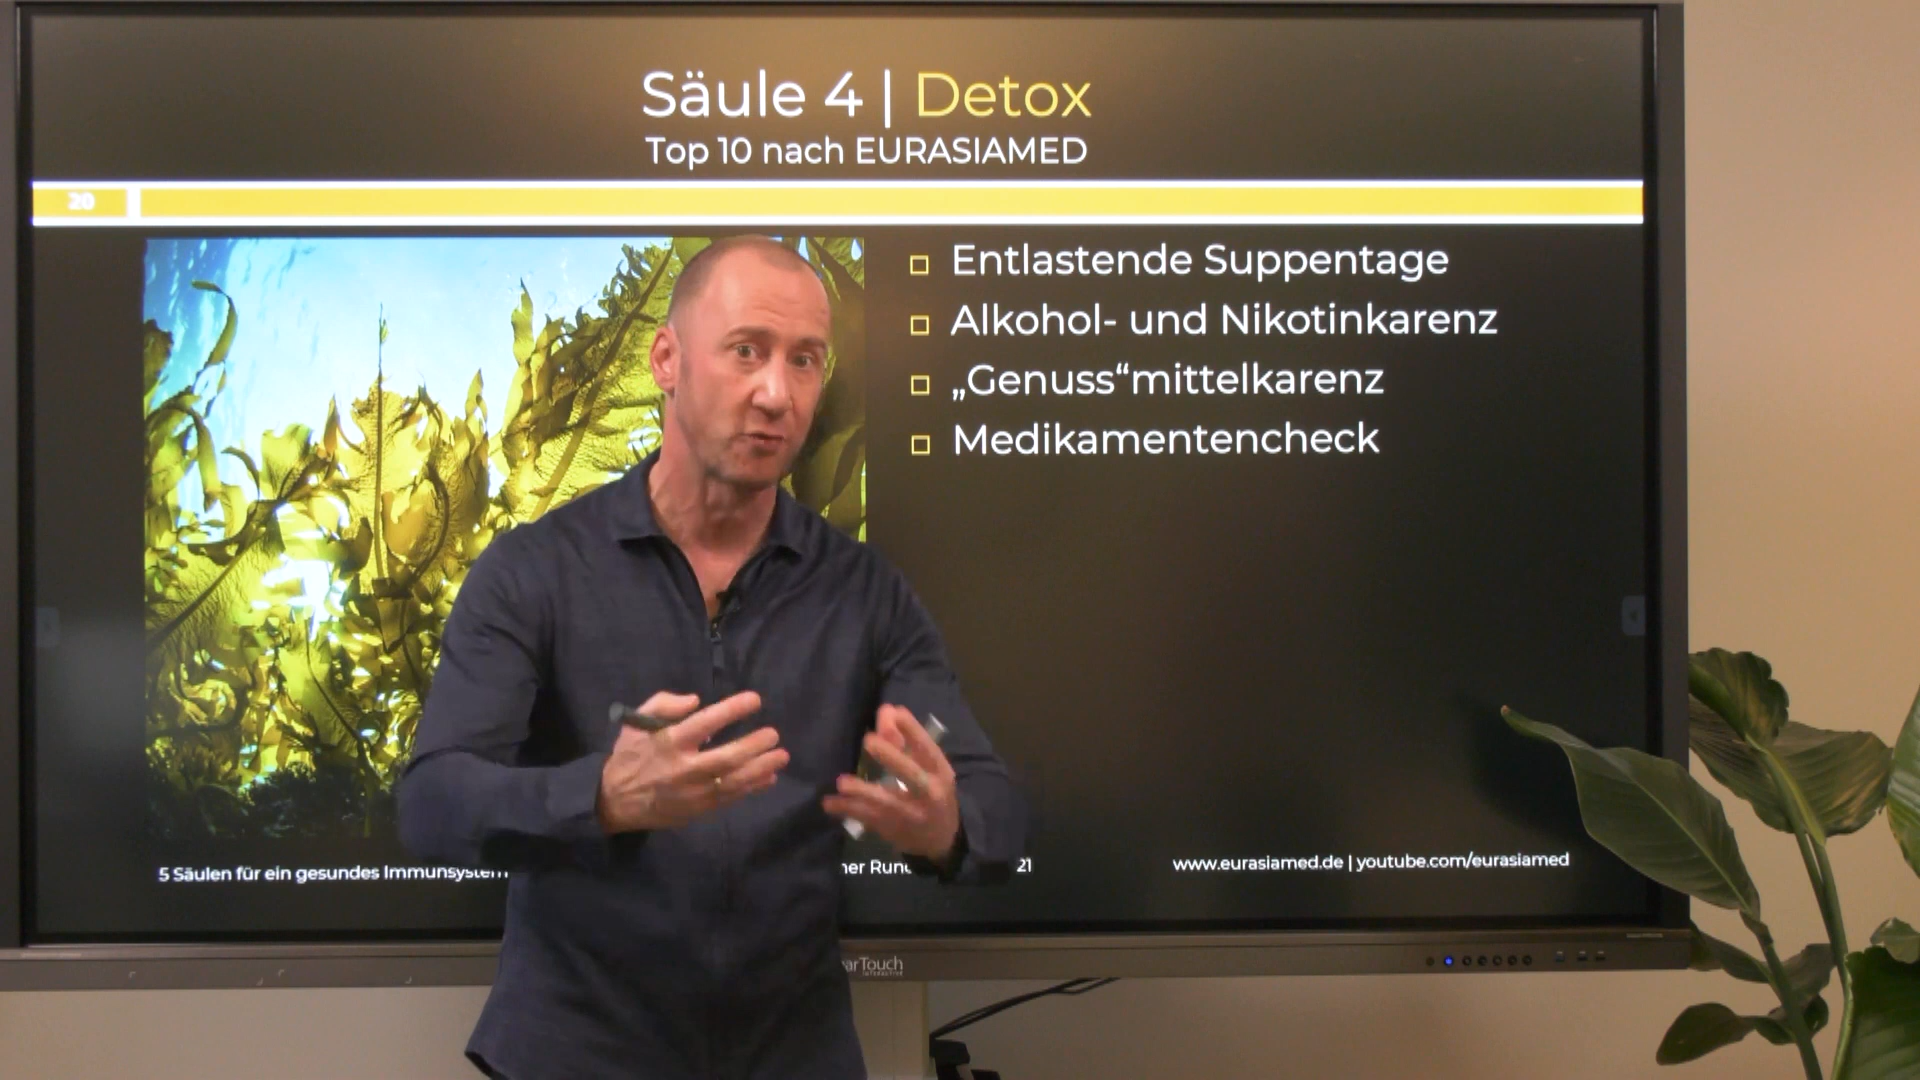 Säule 4 | Detox
Top 10 nach EURASIAMED
20
Entlastende Suppentage
Alkohol- und Nikotinkarenz
„Genuss“mittelkarenz
Medikamentencheck
5 Säulen für ein gesundes Immunsystem
21
www.eurasiamed.de | youtube.com/eurasiamed